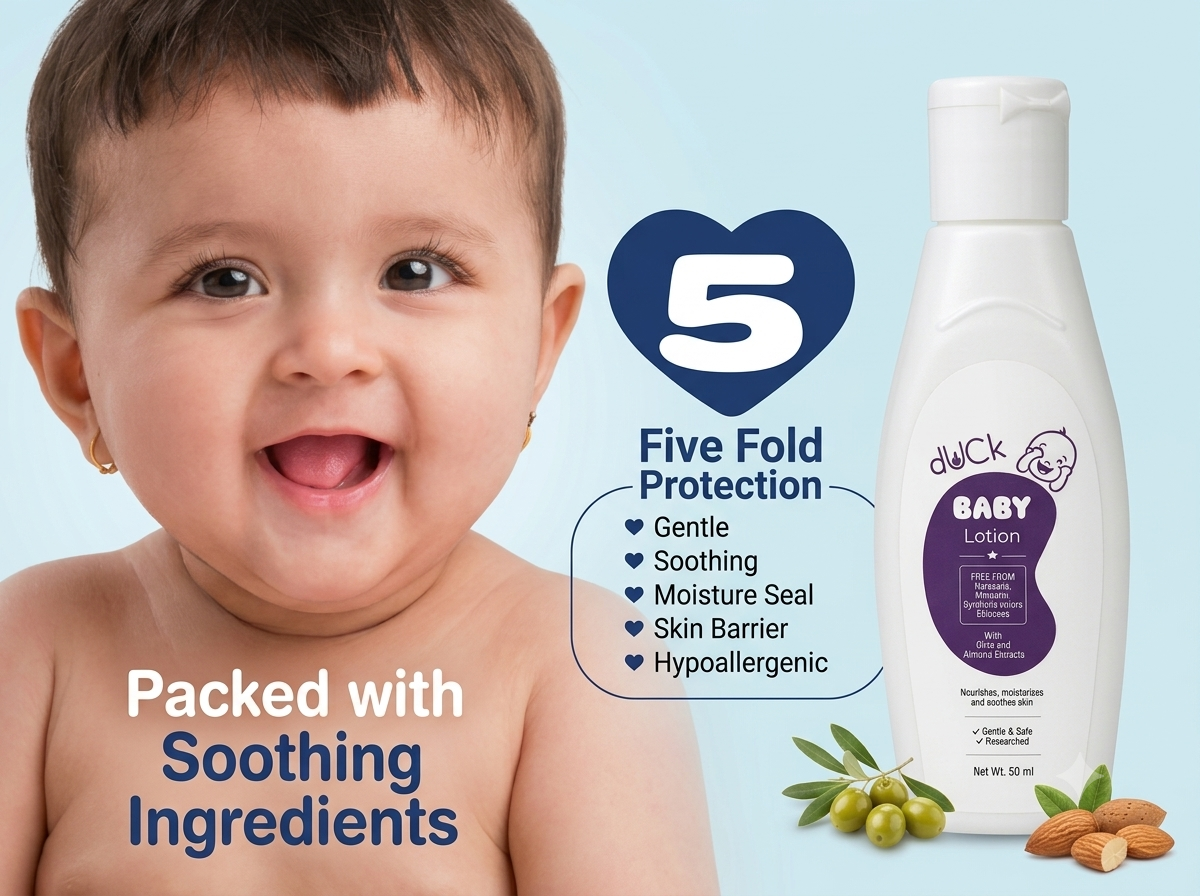 5
Five Fold
Protection
Gentle
Soothing
Moisture Seal
Skin Barrier
Hypoallergenic
Packed with
Soothing
Ingredients
duck
BABY
Lotion
FREE FROM
With
and
Nourishes, moisturizes
and soothes skin
✓ Gentle & Safe
✓ Researched
Net Wt. 50 ml